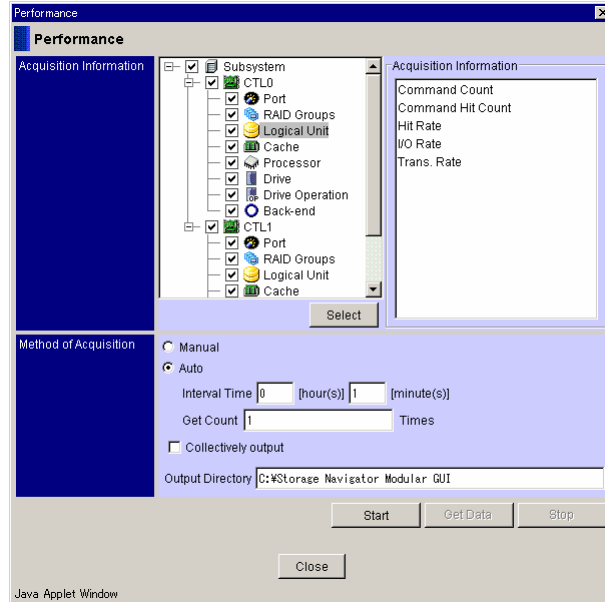 Performance
Performance
Acquisition Information
Subsystem
CTL0
Port
RAID Groups
Logical Unit
Cache
Processor
Drive
Drive Operation
Back-end
CTL1
Port
RAID Groups
Logical Unit
Cache
Select
Acquisition Information
Command Count
Command Hit Count
Hit Rate
I/O Rate
Trans. Rate
Method of Acquisition
Manual
Auto
Interval Time 0 [hour(s)] 1 [minute(s)]
Get Count 1 Times
Collectively output
Output Directory C:¥Storage Navigator Modular GUI
Start Get Data Stop
Close
Java Applet Window